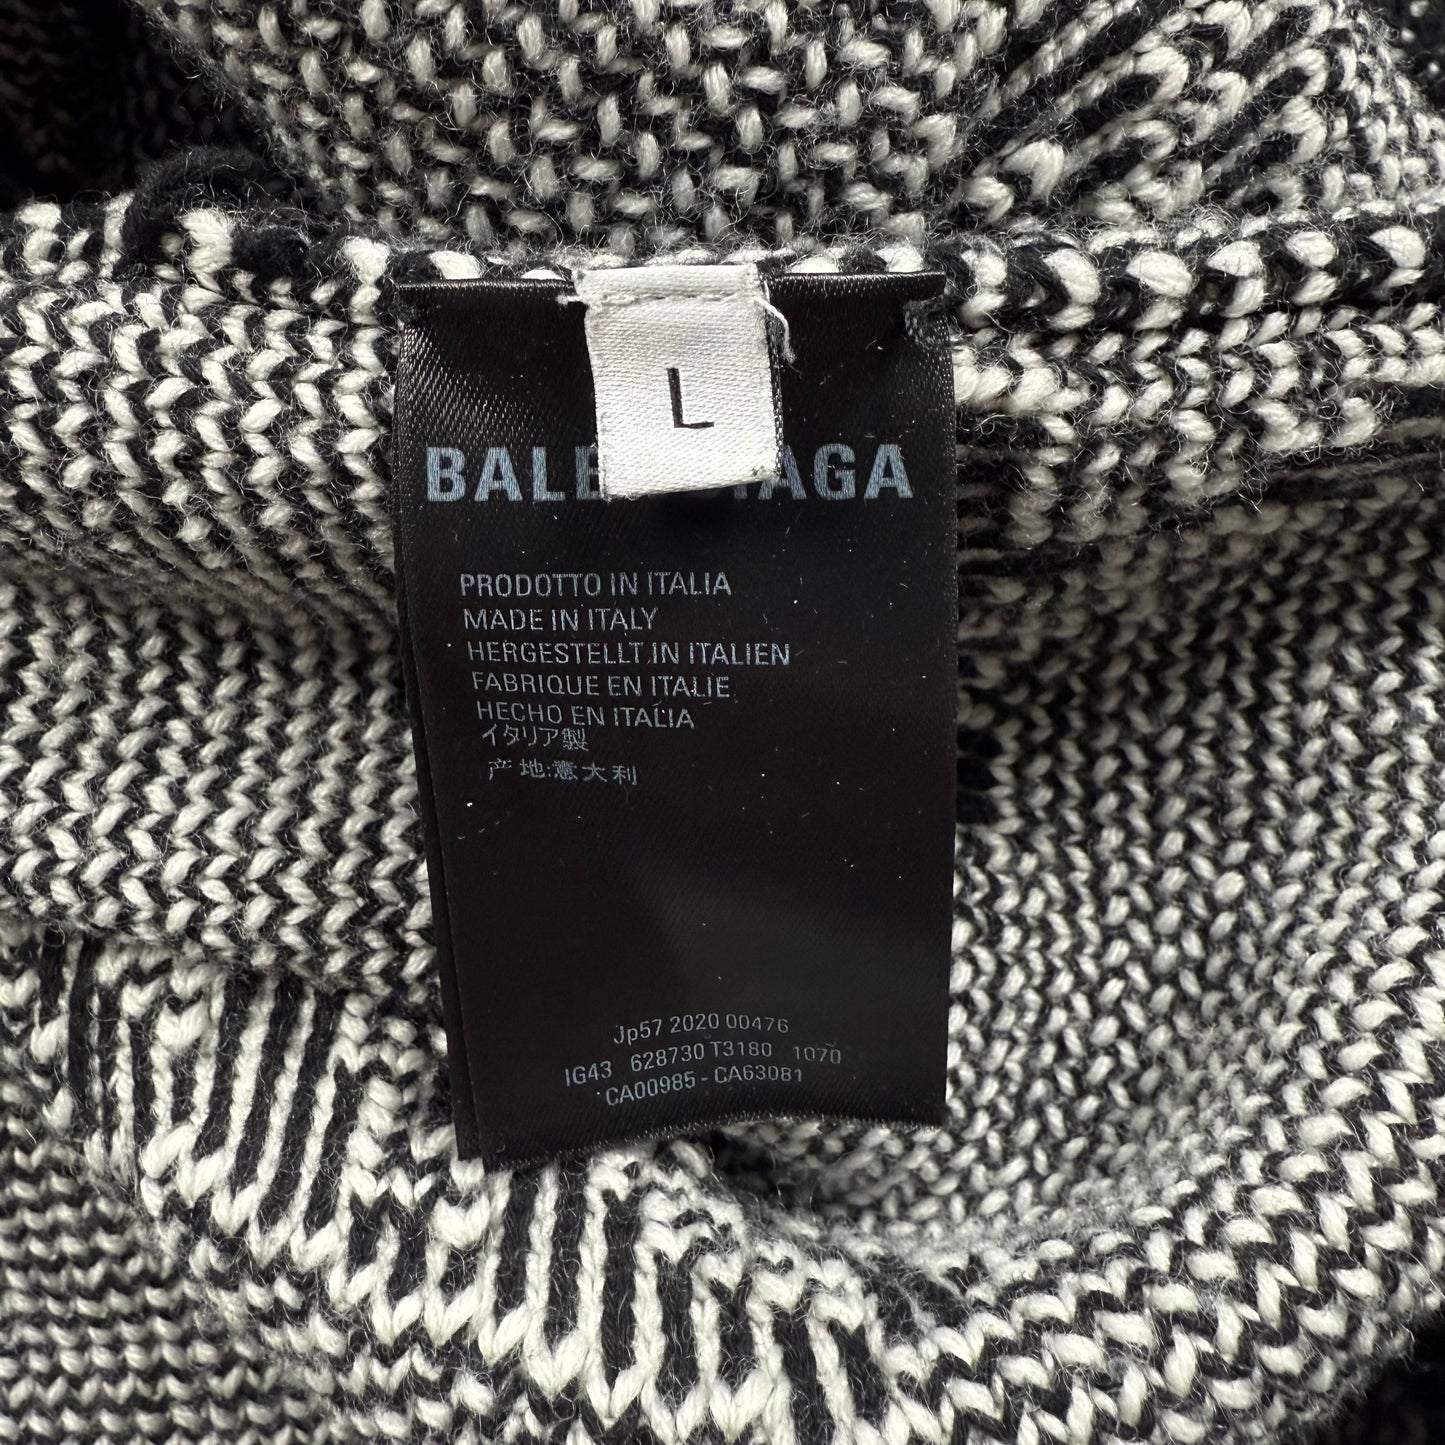 L
PRODOTTO IN ITALIA
MADE IN ITALY
HERGESTELLT IN ITALIEN
FABRIQUE EN ITALIE
HECHO EN ITALIA
イタリア製
产地:意大利
Jp57 2020 00476
IG43 628730 T3180 1070
CA00985 - CA63081